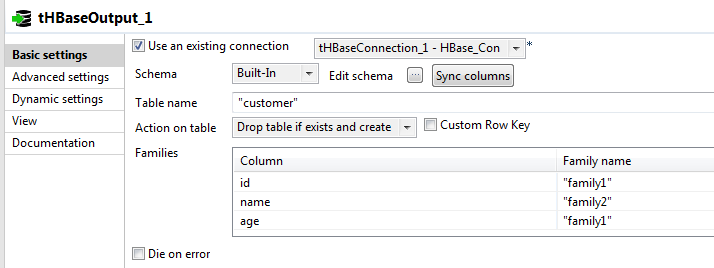 tHBaseOutput_1
Basic settings
Advanced settings
Dynamic settings
View
Documentation
Use an existing connection tHBaseConnection_1 - HBase_Con *
Schema Built-In Edit schema ... Sync columns
Table name "customer"
Action on table Drop table if exists and create Custom Row Key
Families
Column Family name
id "family1"
name "family2"
age "family1"
Die on error